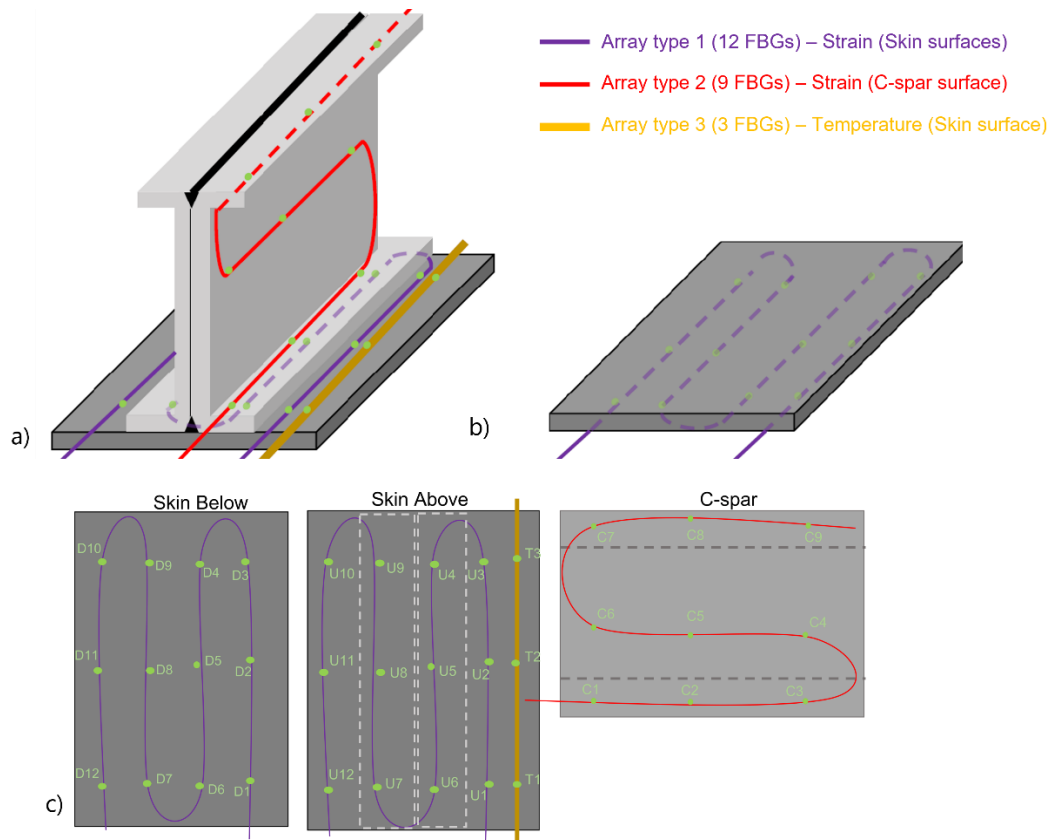 Array type 1 (12 FBGs) – Strain (Skin surfaces)
Array type 2 (9 FBGs) – Strain (C-spar surface)
Array type 3 (3 FBGs) – Temperature (Skin surface)
a)
b)
Skin Below
Skin Above
C-spar
D10
D9
D4
D3
D11
D8
D5
D2
D12
D7
D6
D1
U10
U9
U4
U3
T3
U11
U8
U5
U2
T2
U12
U7
U6
U1
T1
C7
C8
C9
C6
C5
C4
C1
C2
C3
c)